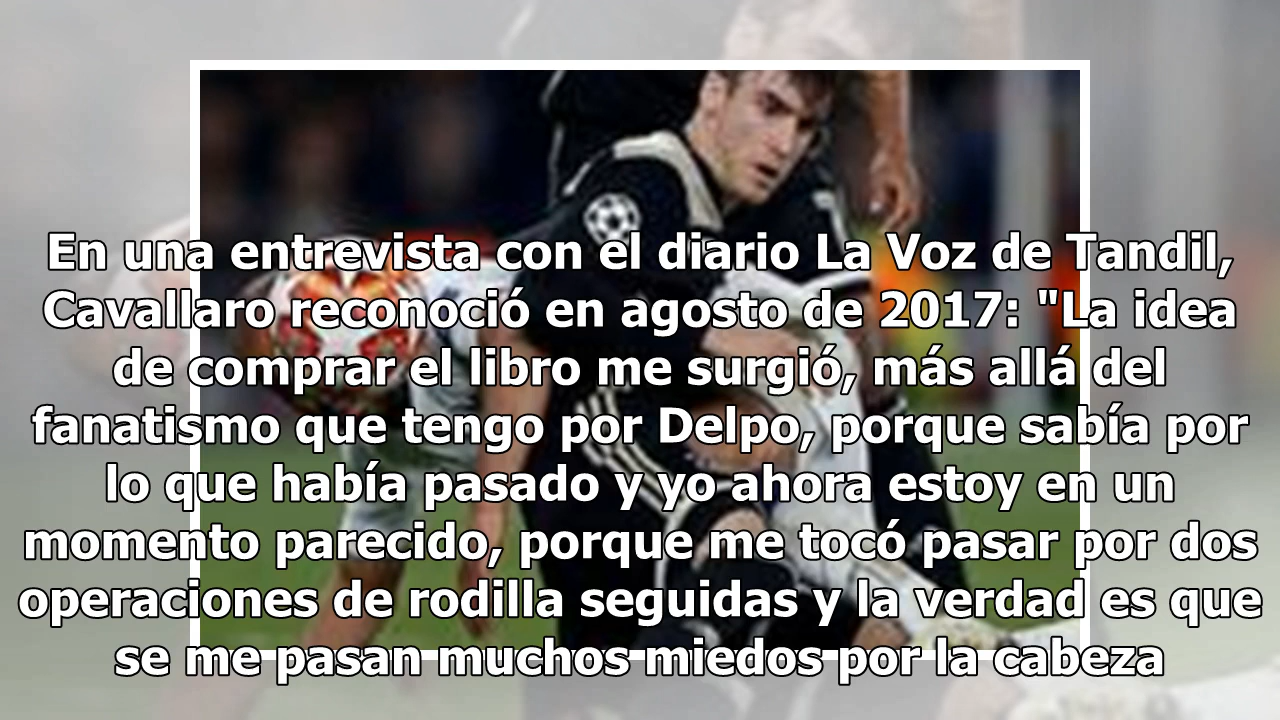 En una entrevista con el diario La Voz de Tandil,
Cavallaro reconoció en agosto de 2017: "La idea
de comprar el libro me surgió, más allá del
fanatismo que tengo por Delpo, porque sabía por
lo que había pasado y yo ahora estoy en un
momento parecido, porque me tocó pasar por dos
operaciones de rodilla seguidas y la verdad es que
se me pasan muchos miedos por la cabeza